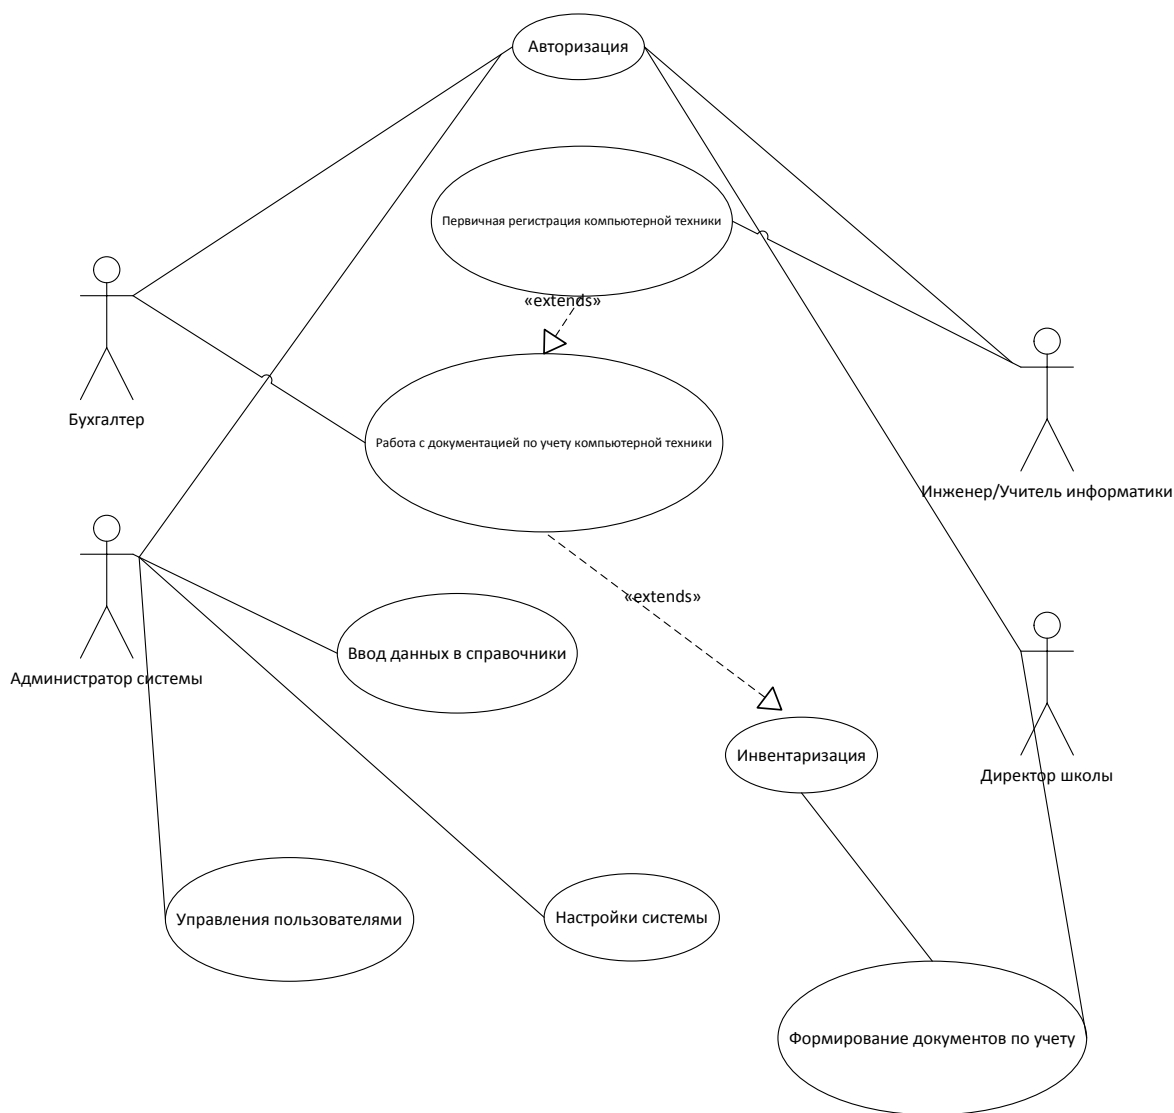 Авторизация
Первичная регистрация компьютерной техники
«extends»
Бухгалтер
Работа с документацией по учету компьютерной техники
Инженер/Учитель информатики
«extends»
Ввод данных в справочники
Администратор системы
Инвентаризация
Директор школы
Управления пользователями
Настройки системы
Формирование документов по учету